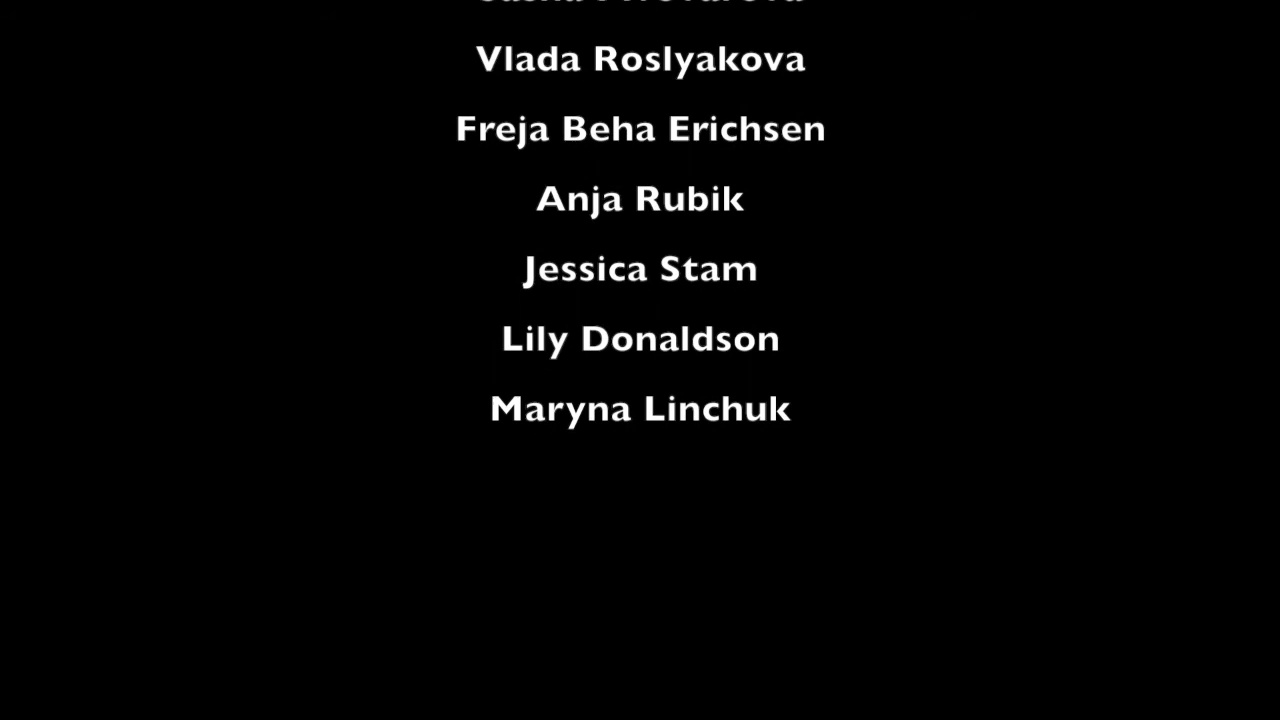 Vlada Roslyakova
Freja Beha Erichsen
Anja Rubik
Jessica Stam
Lily Donaldson
Maryna Linchuk